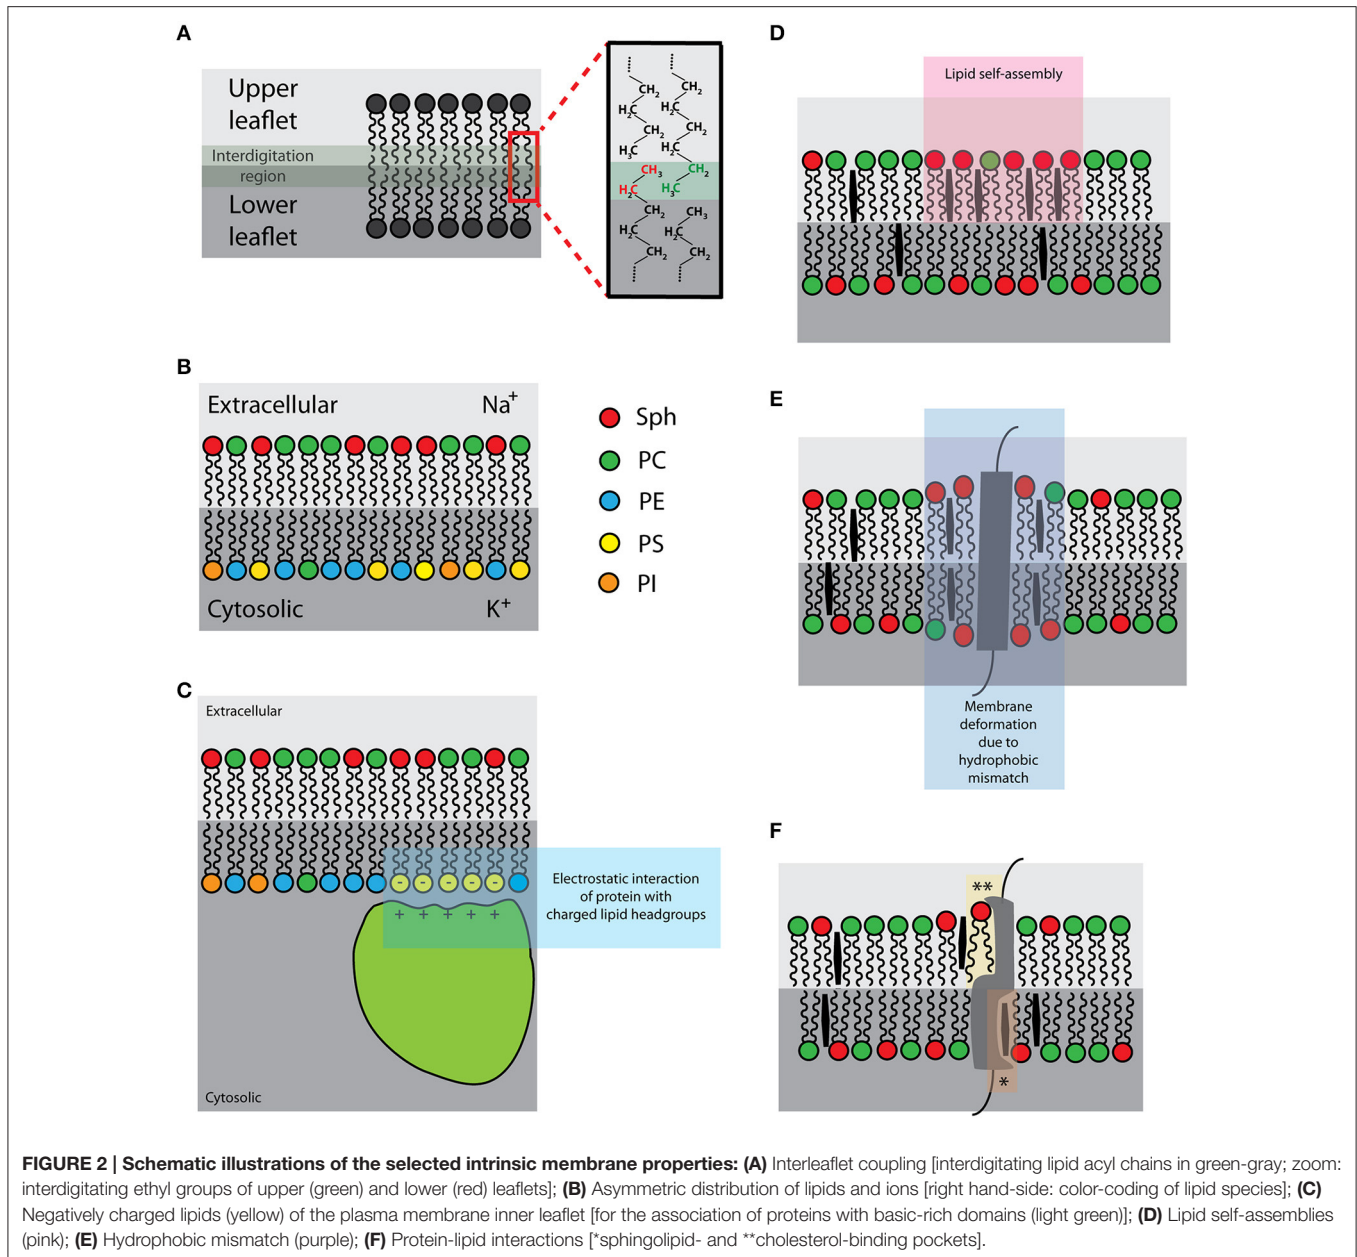 A
Upper
leaflet
Interdigitation
region
Lower
leaflet
CH2
H2C
CH2
H3C
CH2
H2C
CH2
H2C
CH3
H2C
CH2
H3C
CH2
H2C
CH2
CH3
H2C
CH2
B
Extracellular Na+
Cytosolic K+
Sph
PC
PE
PS
PI
C
Extracellular
- - - - -
+ + + + +
Electrostatic interaction
of protein with
charged lipid headgroups
Cytosolic
D
Lipid self-assembly
E
Membrane
deformation
due to
hydrophobic
mismatch
F
**
*
FIGURE 2 | Schematic illustrations of the selected intrinsic membrane properties: (A) Interleaflet coupling [interdigitating lipid acyl chains in green-gray; zoom:
interdigitating ethyl groups of upper (green) and lower (red) leaflets]; (B) Asymmetric distribution of lipids and ions [right hand-side: color-coding of lipid species]; (C)
Negatively charged lipids (yellow) of the plasma membrane inner leaflet [for the association of proteins with basic-rich domains (light green)]; (D) Lipid self-assemblies
(pink); (E) Hydrophobic mismatch (purple); (F) Protein-lipid interactions [*sphingolipid- and **cholesterol-binding pockets].